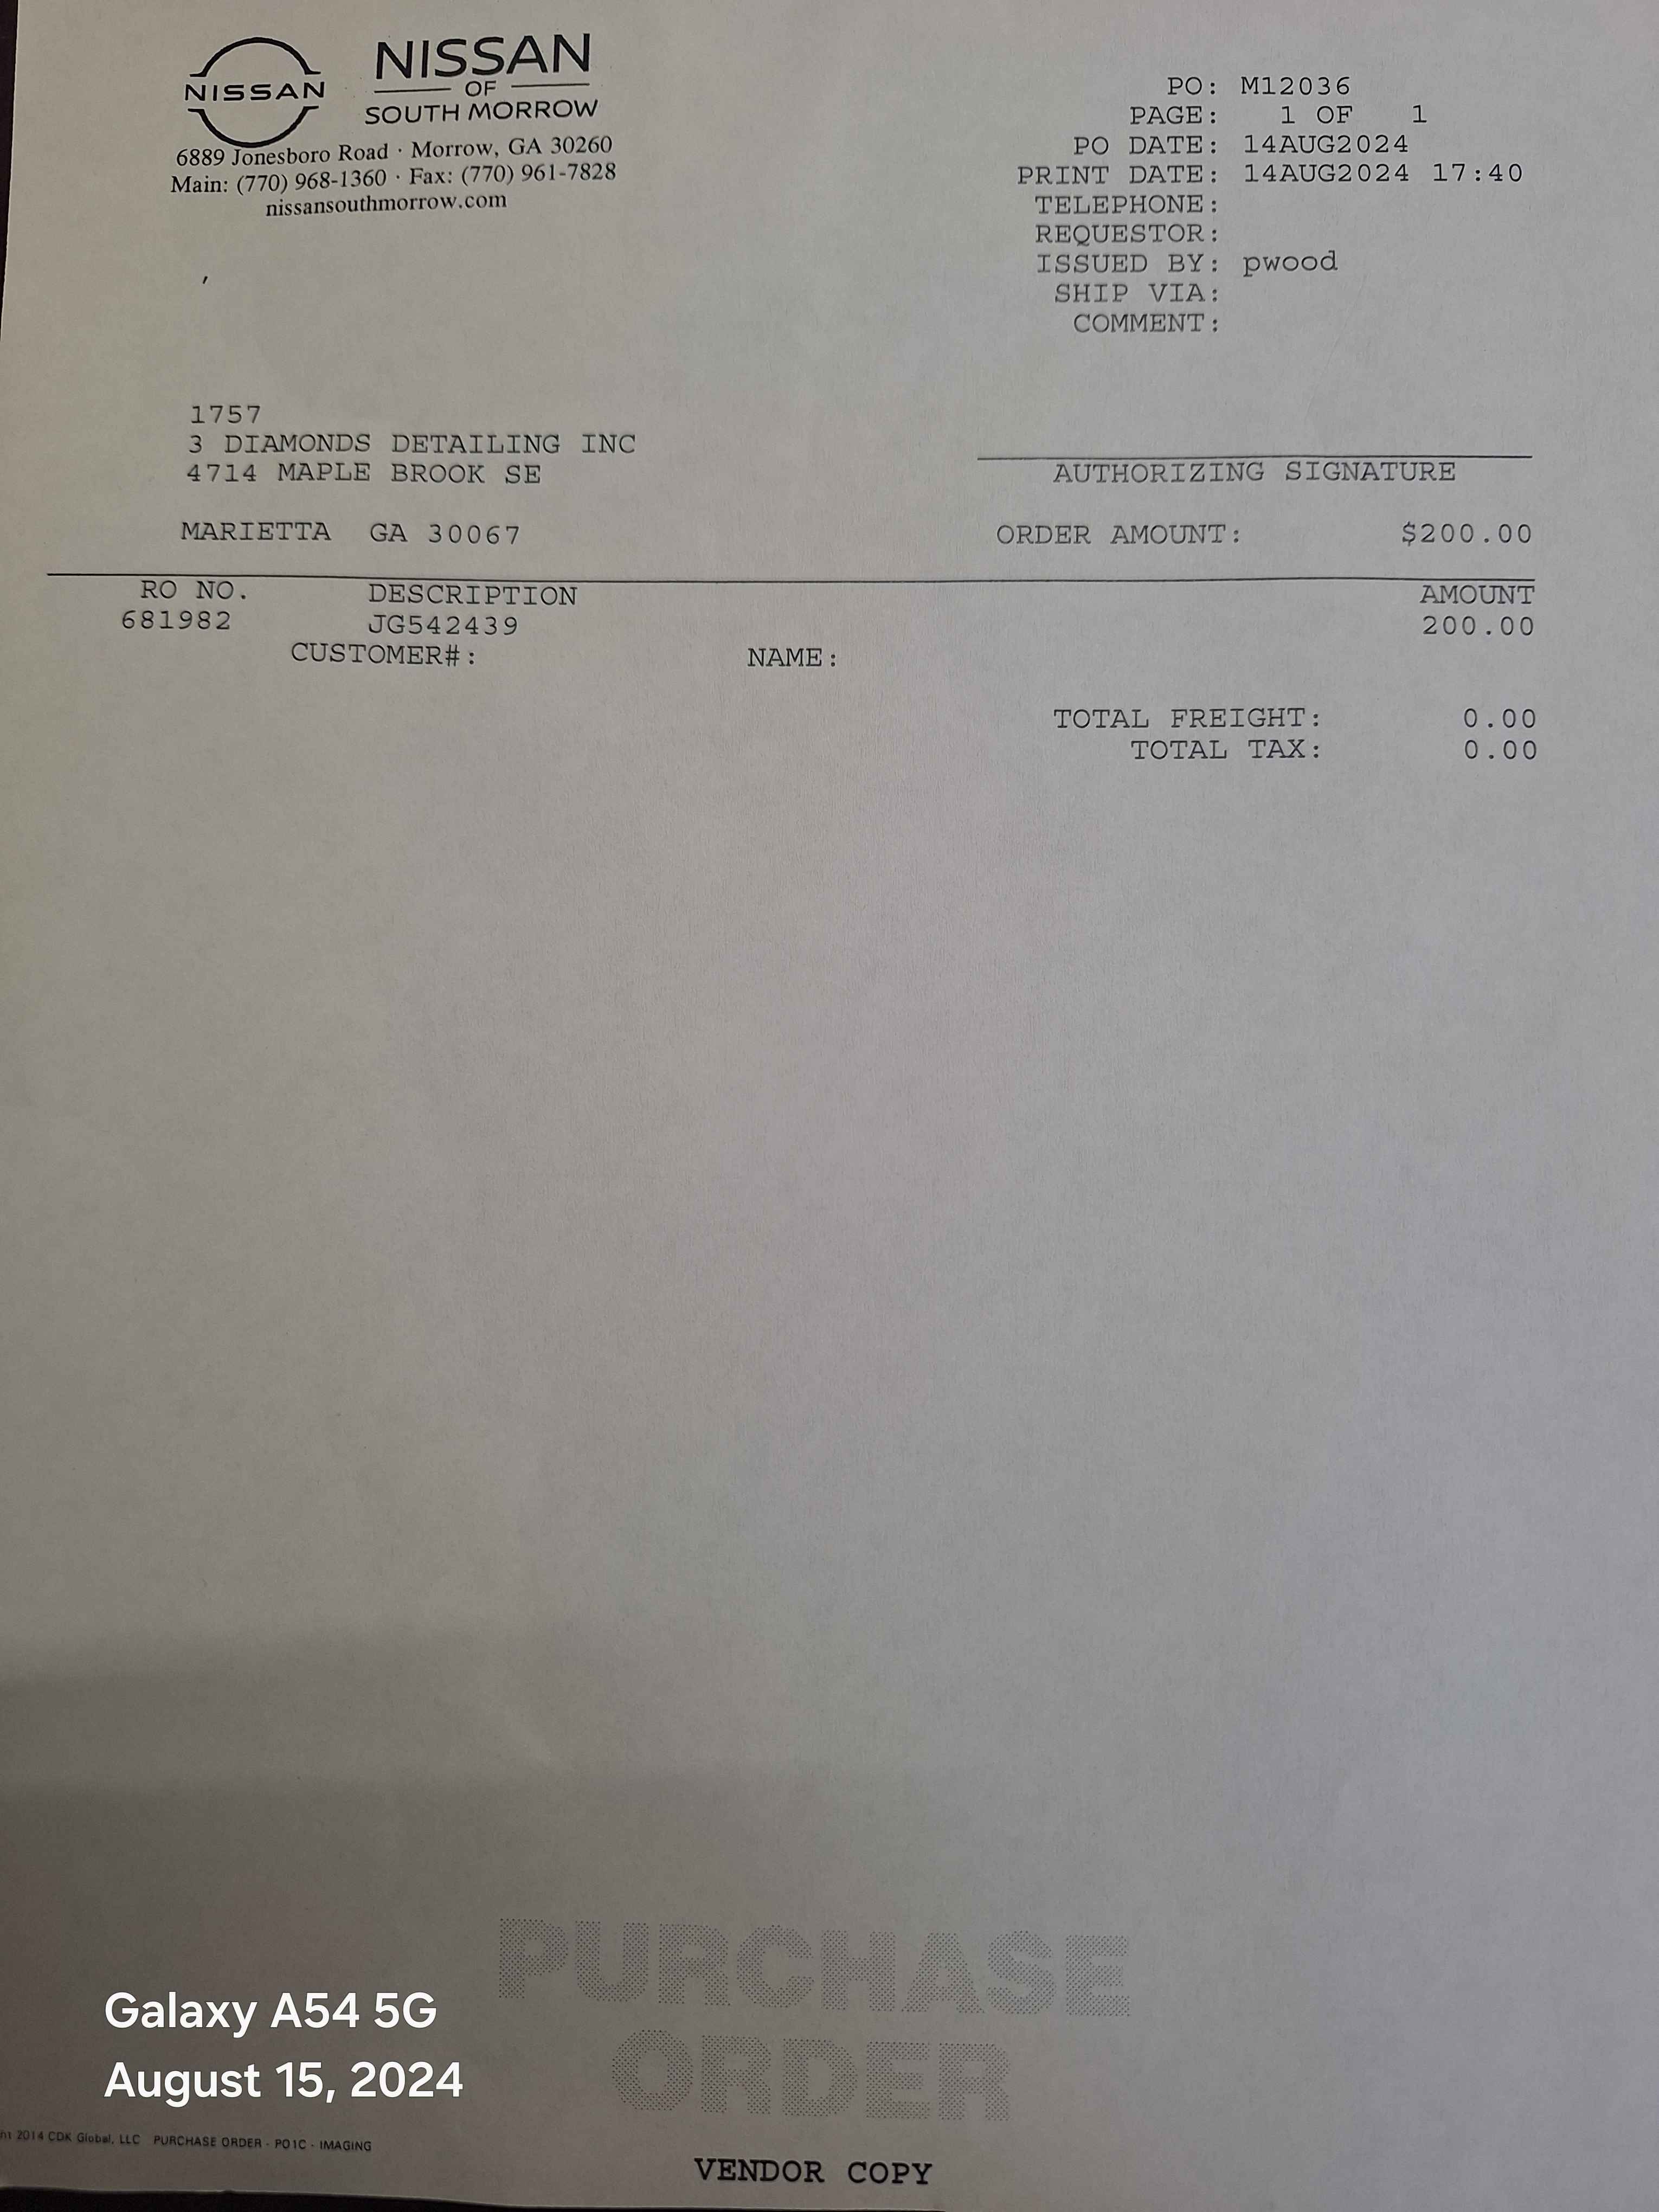 NISSAN
NISSAN
OF
SOUTH MORROW
6889 Jonesboro Road · Morrow, GA 30260
Main: (770) 968-1360 · Fax: (770) 961-7828
nissansouthmorrow.com
PO: M12036
PAGE: 1 OF 1
PO DATE: 14AUG2024
PRINT DATE: 14AUG2024 17:40
TELEPHONE:
REQUESTOR:
ISSUED BY: pwood
SHIP VIA:
COMMENT:
1757
3 DIAMONDS DETAILING INC
4714 MAPLE BROOK SE
MARIETTA GA 30067
AUTHORIZING SIGNATURE
ORDER AMOUNT: $200.00
RO NO. DESCRIPTION AMOUNT
681982 JG542439 200.00
CUSTOMER#: NAME:
TOTAL FREIGHT: 0.00
TOTAL TAX: 0.00
PURCHASE
ORDER
Galaxy A54 5G
August 15, 2024
2014 CDK Global, LLC PURCHASE ORDER - PO1C - IMAGING
VENDOR COPY